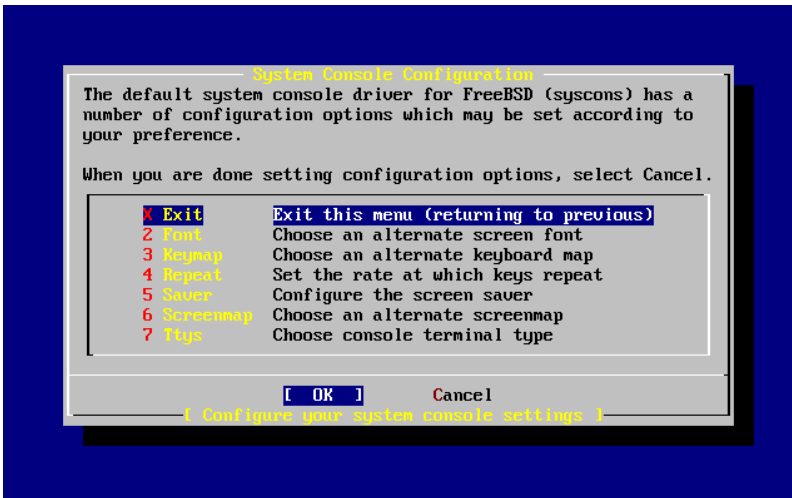 System Console Configuration
The default system console driver for FreeBSD (syscons) has a
number of configuration options which may be set according to
your preference.
When you are done setting configuration options, select Cancel.
X Exit Exit this menu (returning to previous)
2 Font Choose an alternate screen font
3 Keymap Choose an alternate keyboard map
4 Repeat Set the rate at which keys repeat
5 Saver Configure the screen saver
6 Screenmap Choose an alternate screenmap
7 Ttys Choose console terminal type
[ OK ] Cancel
[ Configure your system console settings ]